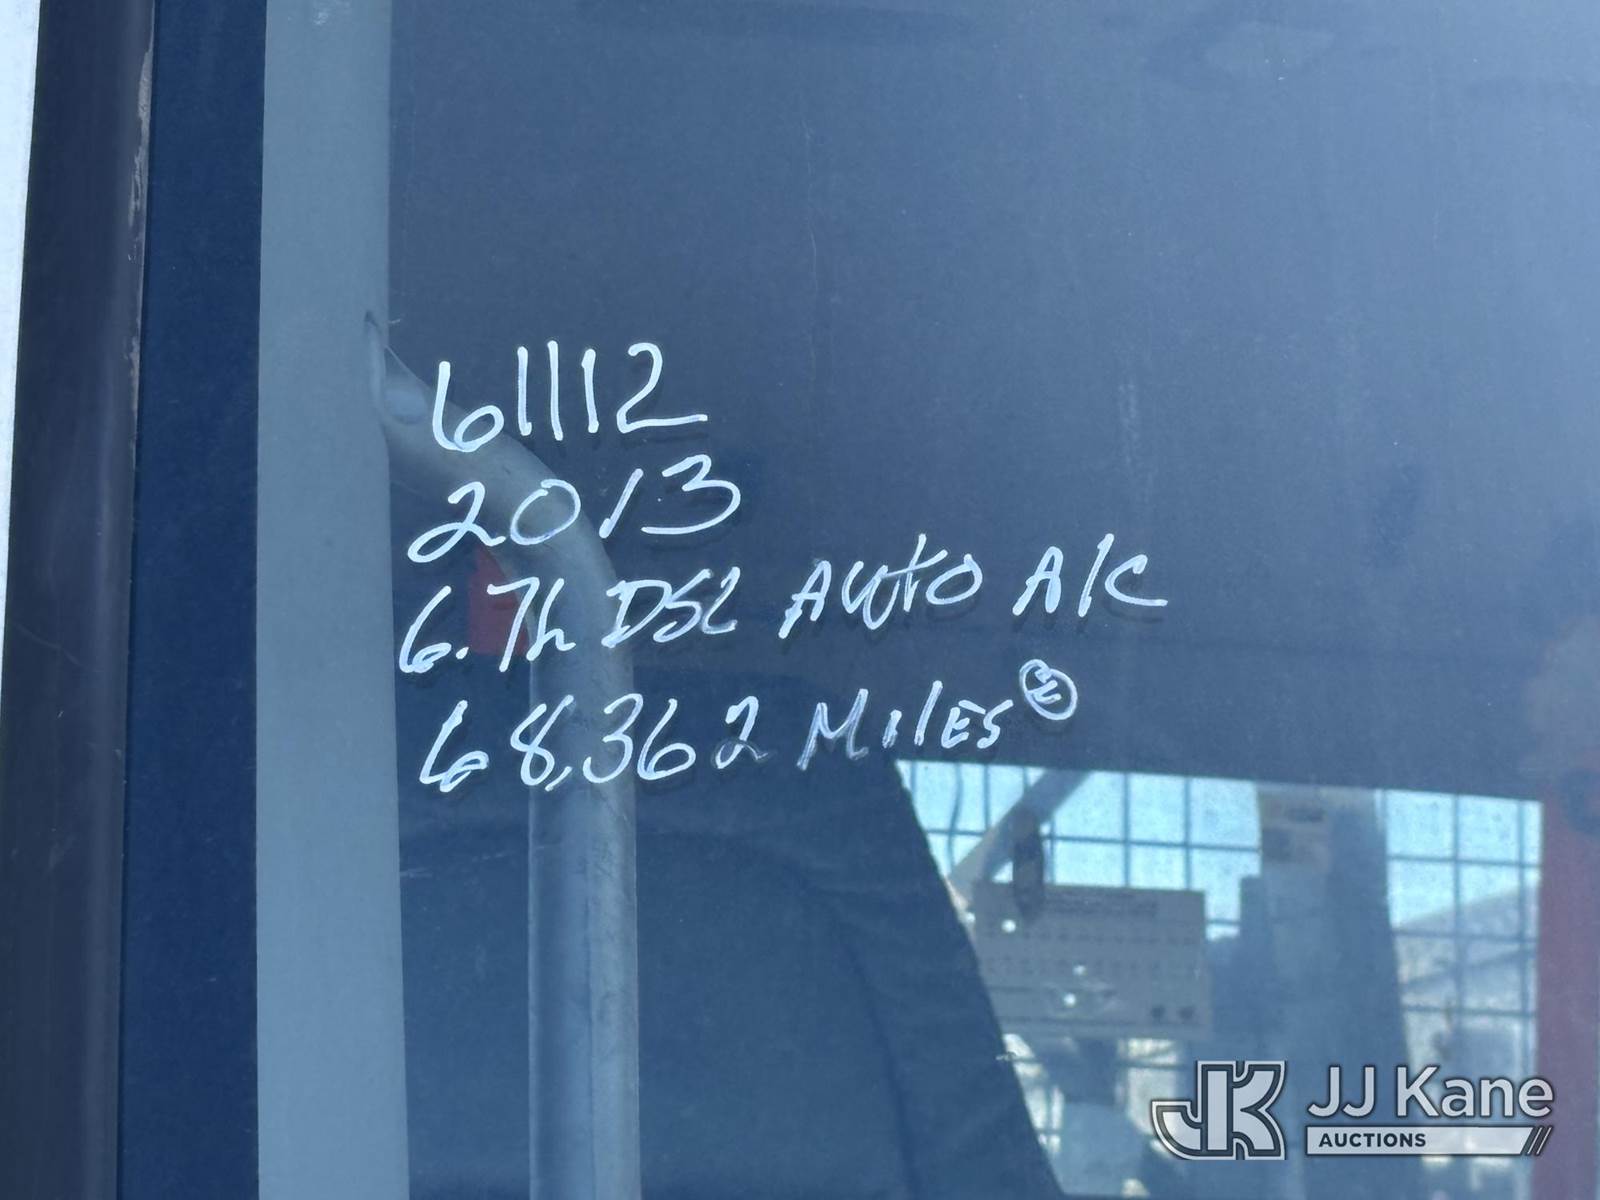 61112
2013
6.7L DSL AUTO A/C
68,362 MILES
JJ Kane
AUCTIONS